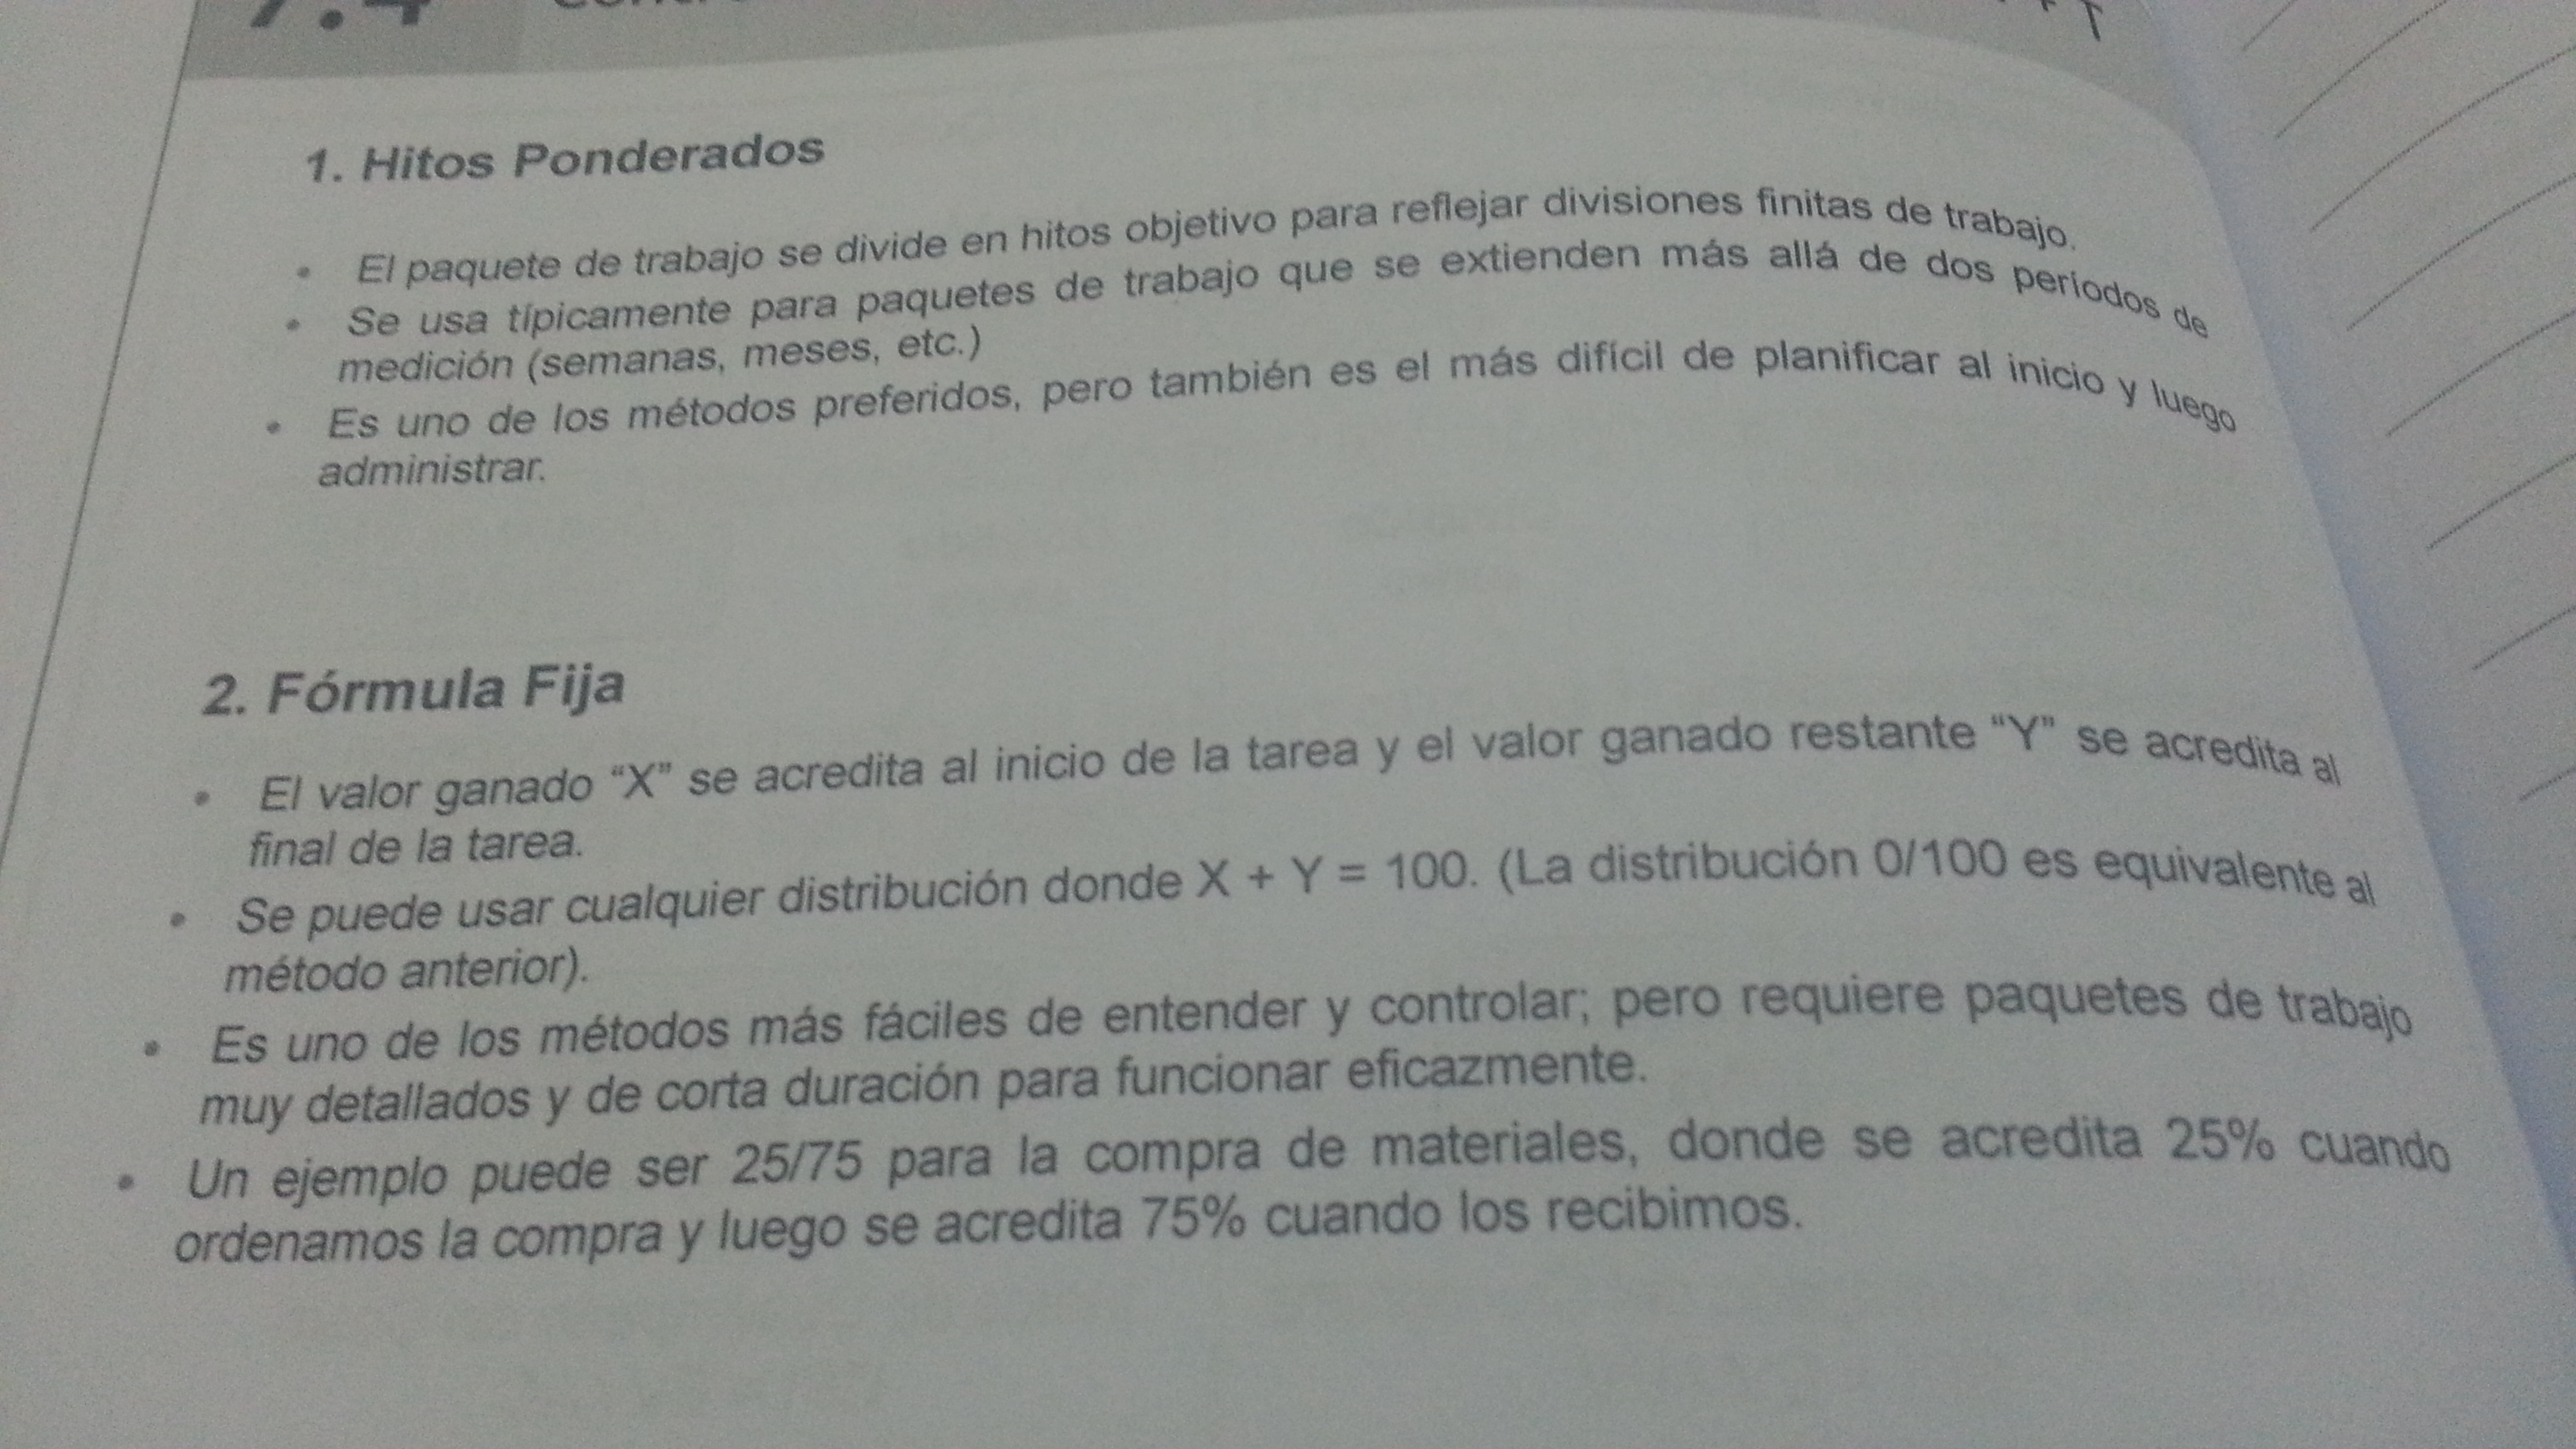 7.4
1. Hitos Ponderados
• El paquete de trabajo se divide en hitos objetivo para reflejar divisiones finitas de trabajo.
• Se usa típicamente para paquetes de trabajo que se extienden más allá de dos períodos de
medición (semanas, meses, etc.)
• Es uno de los métodos preferidos, pero también es el más difícil de planificar al inicio y luego
administrar.
2. Fórmula Fija
• El valor ganado “X” se acredita al inicio de la tarea y el valor ganado restante “Y” se acredita al
final de la tarea.
• Se puede usar cualquier distribución donde X + Y = 100. (La distribución 0/100 es equivalente al
método anterior).
• Es uno de los métodos más fáciles de entender y controlar; pero requiere paquetes de trabajo
muy detallados y de corta duración para funcionar eficazmente.
• Un ejemplo puede ser 25/75 para la compra de materiales, donde se acredita 25% cuando
ordenamos la compra y luego se acredita 75% cuando los recibimos.